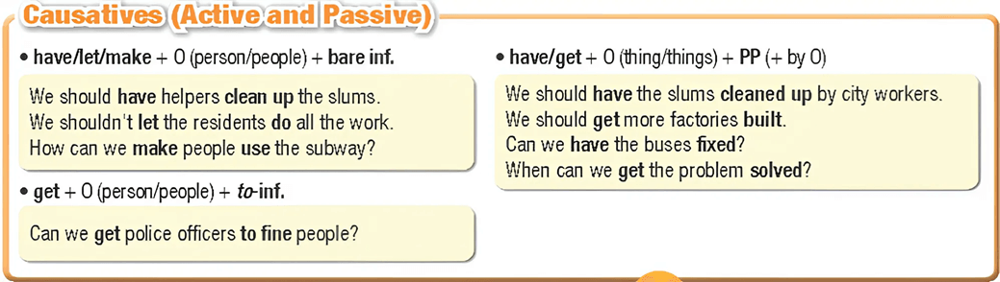 Causatives (Active and Passive)
• have/let/make + O (person/people) + bare inf.
We should have helpers clean up the slums.
We shouldn't let the residents do all the work.
How can we make people use the subway?
• get + O (person/people) + to-inf.
Can we get police officers to fine people?
• have/get + O (thing/things) + PP (+ by O)
We should have the slums cleaned up by city workers.
We should get more factories built.
Can we have the buses fixed?
When can we get the problem solved?